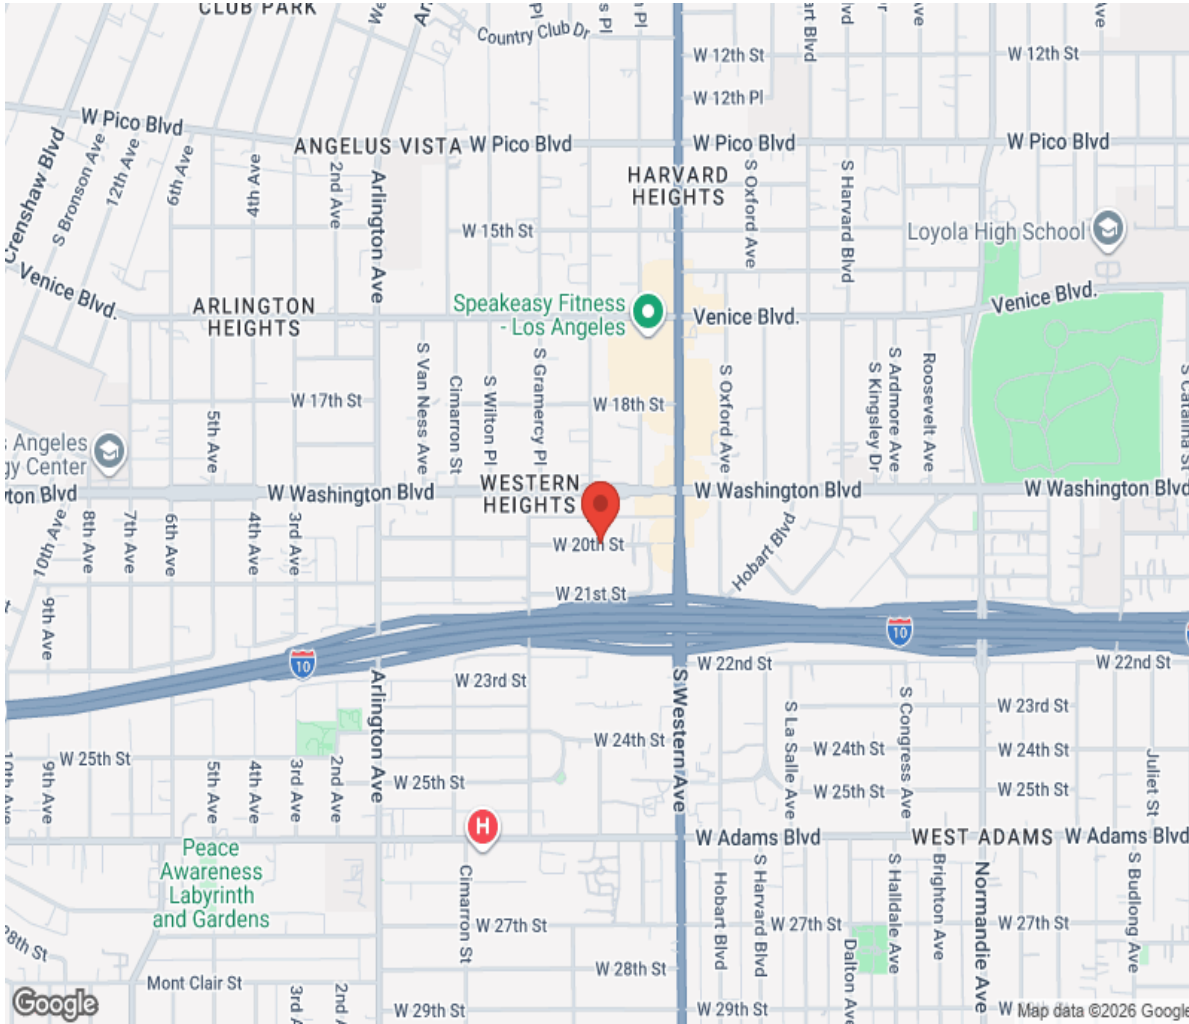 CLUB PARK
Country Club Dr
W 12th St
W 12th St
W 12th Pl
W Pico Blvd
ANGELUS VISTA
W Pico Blvd
W Pico Blvd
W Pico Blvd
Crenshaw Blvd
S Bronson Ave
12th Ave
6th Ave
4th Ave
2nd Ave
Arlington Ave
HARVARD
HEIGHTS
S Oxford Ave
S Harvard Blvd
Loyola High School
W 15th St
Venice Blvd.
ARLINGTON
HEIGHTS
Speakeasy Fitness
- Los Angeles
Venice Blvd.
Venice Blvd.
S Van Ness Ave
Cimarron St
S Wilton Pl
S Gramercy Pl
S Oxford Ave
S Kingsley Dr
S Ardmore Ave
Roosevelt Ave
S Catalina St
W 17th St
W 18th St
5th Ave
Angeles
gy Center
WESTERN
HEIGHTS
ton Blvd
W Washington Blvd
W Washington Blvd
W Washington Blvd
10th Ave
9th Ave
8th Ave
7th Ave
6th Ave
4th Ave
3rd Ave
W 20th St
Hobart Blvd
W 21st St
10
10
W 22nd St
W 22nd St
Arlington Ave
W 23rd St
S Western Ave
S La Salle Ave
S Congress Ave
W 23rd St
W 24th St
W 24th St
W 24th St
W 25th St
W 25th St
W 25th St
W 25th St
10th Ave
9th Ave
5th Ave
4th Ave
3rd Ave
2nd Ave
Juliet St
H
W Adams Blvd
WEST ADAMS
W Adams Blvd
Peace
Awareness
Labyrinth
and Gardens
Cimarron St
Hobart Blvd
S Harvard Blvd
Dalton Ave
S Halldale Ave
Brighton Ave
Normandie Ave
S Budlong Ave
W 27th St
W 27th St
W 27th St
28th St
W 28th St
Mont Clair St
3rd A
2nd A
W 29th St
W 29th St
Google
Map data ©2026 Google